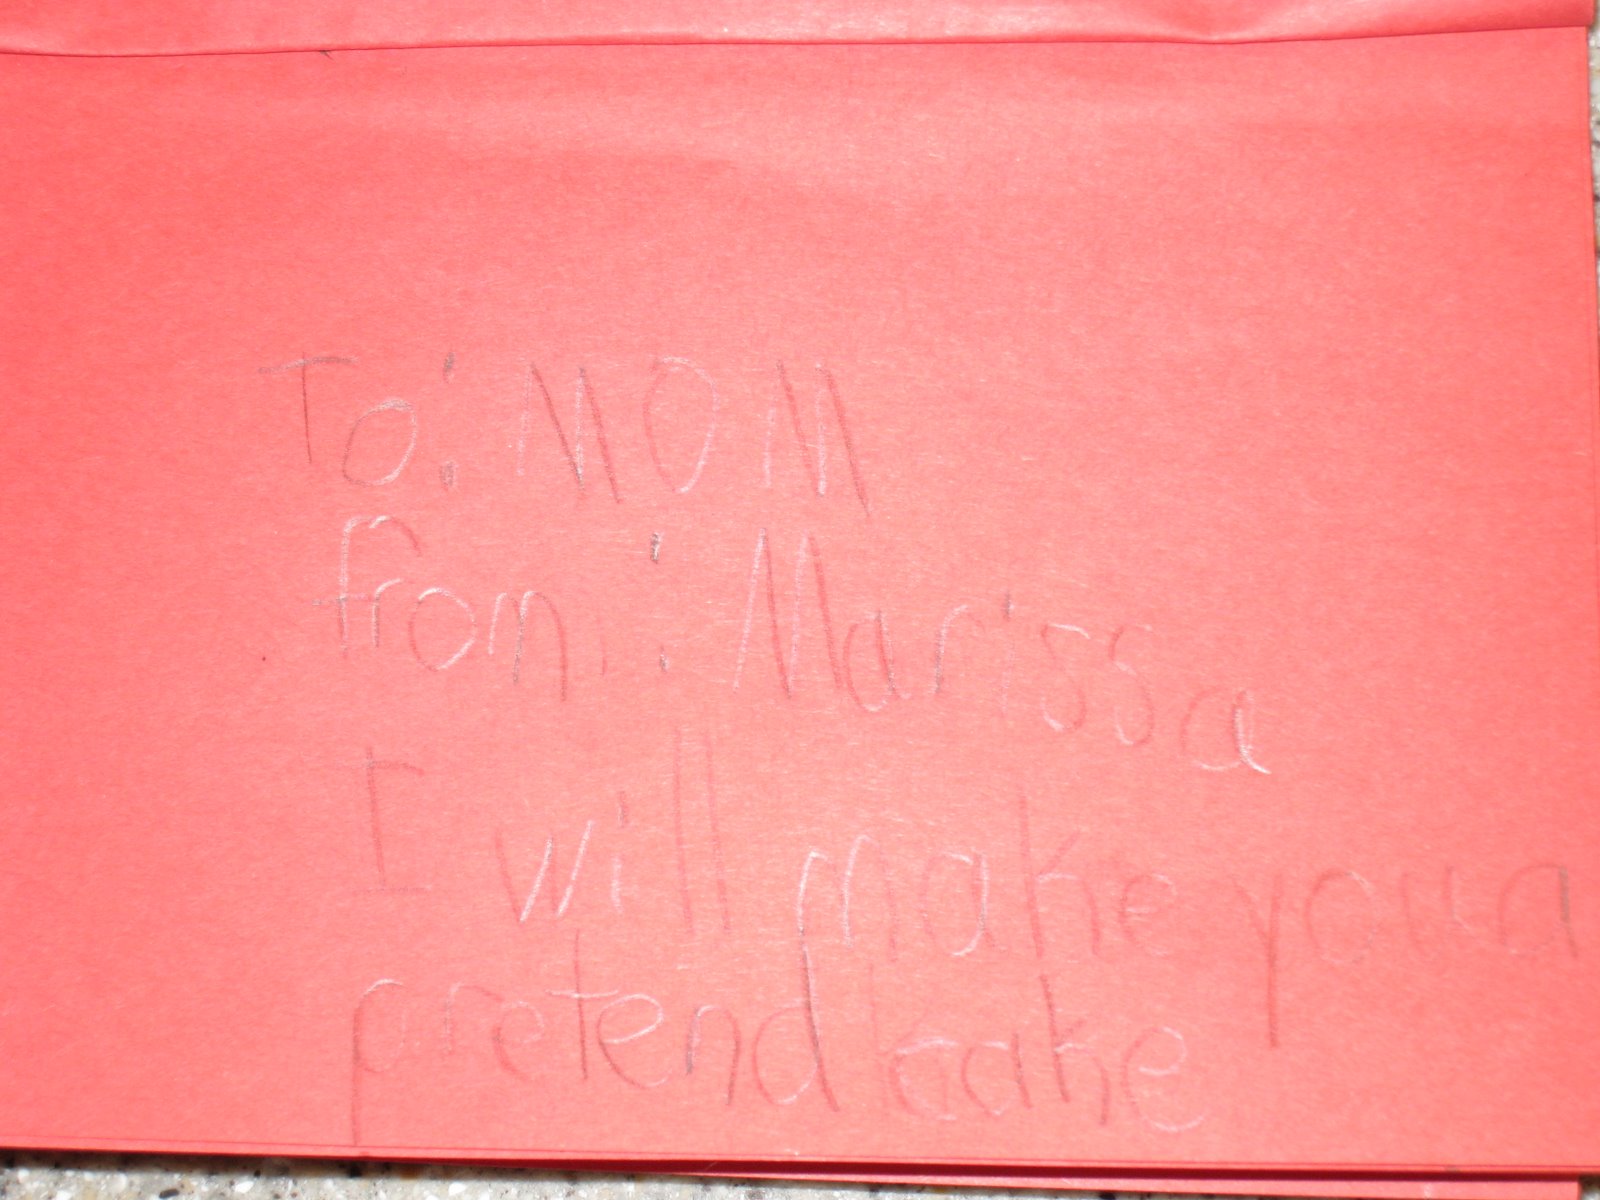 To: MOM
from: Marissa
I will make you a
pretend cake